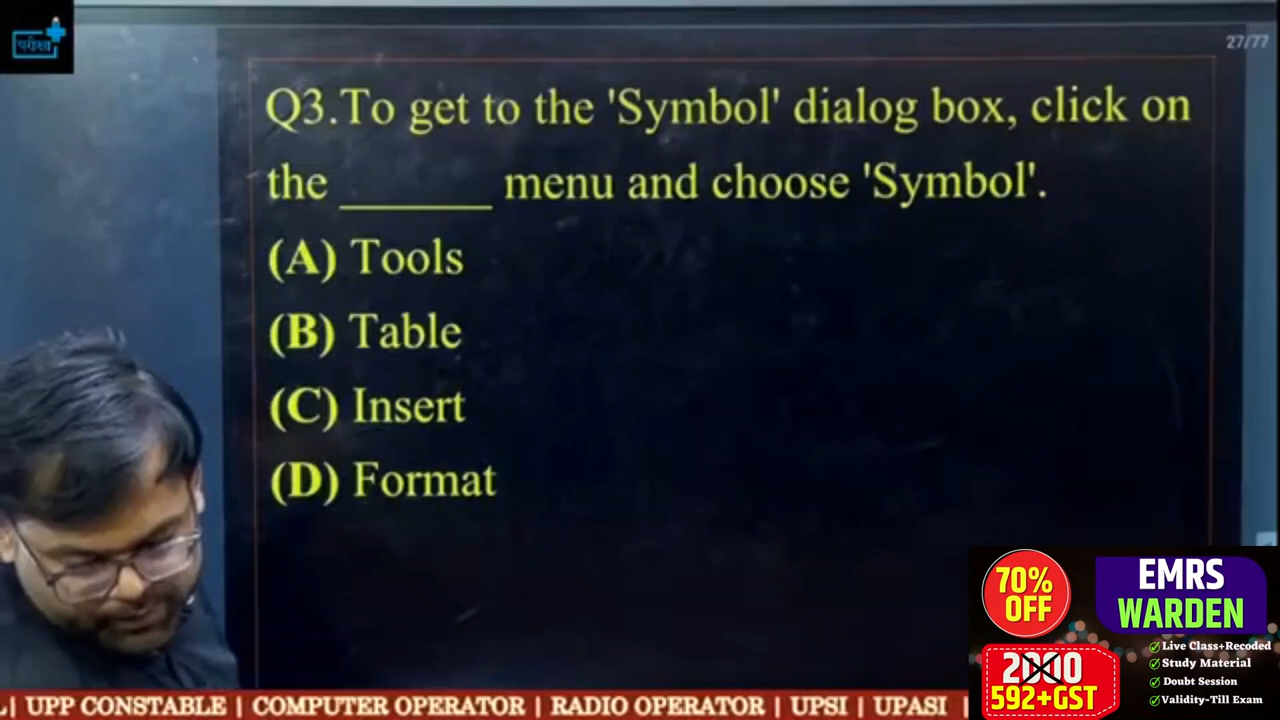 परीक्षा
27/77
Q3.To get to the 'Symbol' dialog box, click on
the ______ menu and choose 'Symbol'.
(A) Tools
(B) Table
(C) Insert
(D) Format
70%
OFF
EMRS
WARDEN
2000
592+GST
Live Class+Recoded
Study Material
Doubt Session
Validity-Till Exam
| UPP CONSTABLE | COMPUTER OPERATOR | RADIO OPERATOR | UPSI | UPASI |